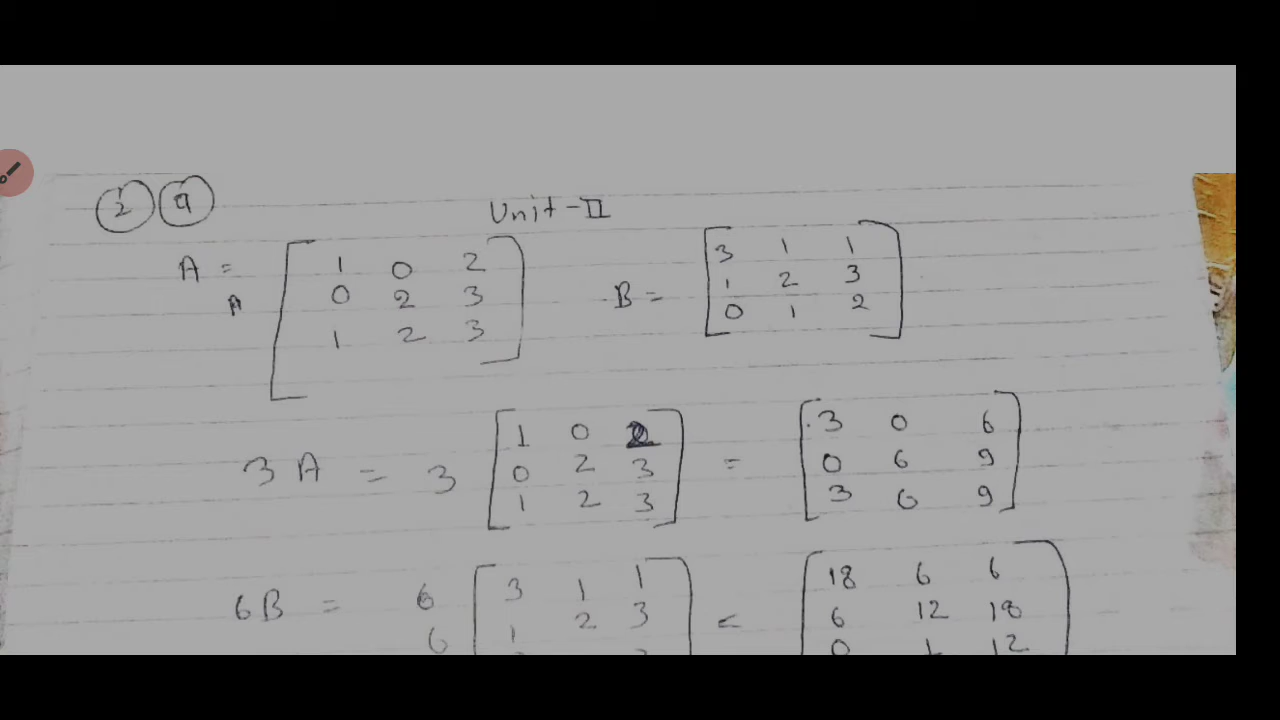 2 9
Unit-II
A = [ 1 0 2 B = [ 3 1 1
A 0 2 3 1 2 3
1 2 3 ] 0 1 2 ]
3A = 3 [ 1 0 2 = [ 3 0 6
0 2 3 0 6 9
1 2 3 ] 3 6 9 ]
6B = 6 [ 3 1 1 = [ 18 6 6
6 1 2 3 6 12 18
0 1 12